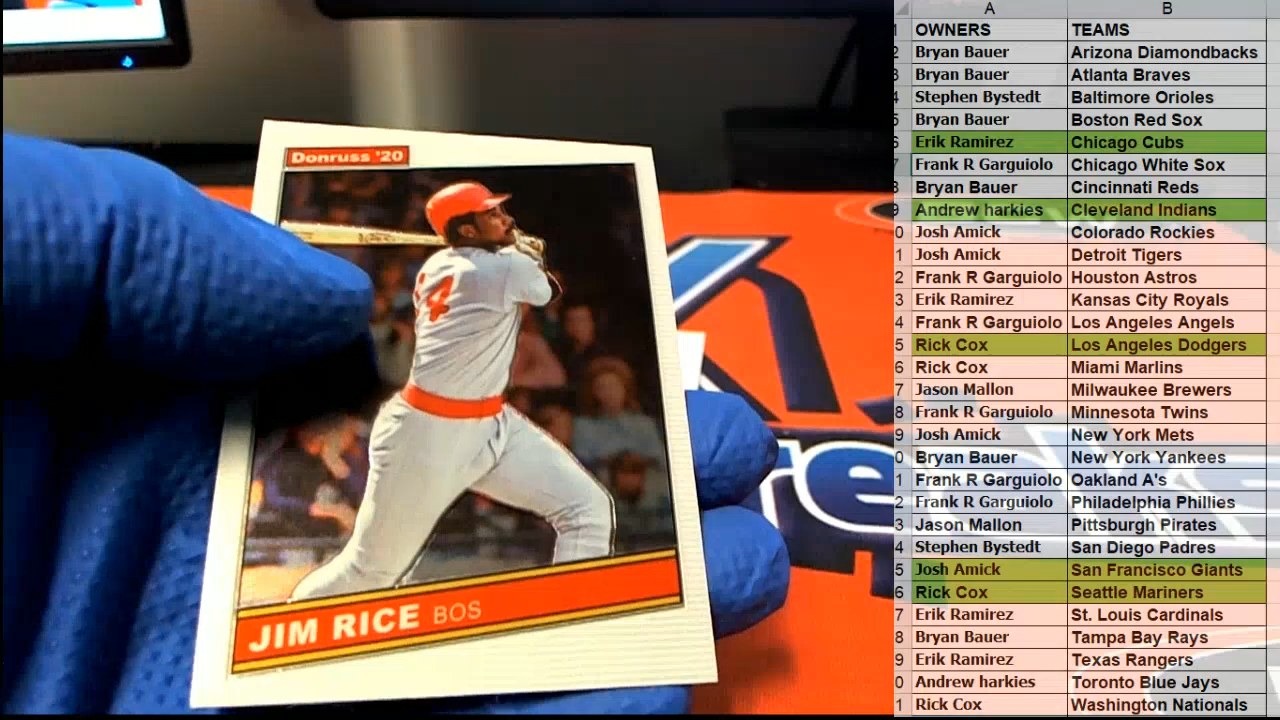 Donruss '20
14
JIM RICE BOS
A B
OWNERS TEAMS
Bryan Bauer Arizona Diamondbacks
Bryan Bauer Atlanta Braves
Stephen Bystedt Baltimore Orioles
Bryan Bauer Boston Red Sox
Erik Ramirez Chicago Cubs
Frank R Garguiolo Chicago White Sox
Bryan Bauer Cincinnati Reds
Andrew harkies Cleveland Indians
Josh Amick Colorado Rockies
Josh Amick Detroit Tigers
Frank R Garguiolo Houston Astros
Erik Ramirez Kansas City Royals
Frank R Garguiolo Los Angeles Angels
Rick Cox Los Angeles Dodgers
Rick Cox Miami Marlins
Jason Mallon Milwaukee Brewers
Frank R Garguiolo Minnesota Twins
Josh Amick New York Mets
Bryan Bauer New York Yankees
Frank R Garguiolo Oakland A's
Frank R Garguiolo Philadelphia Phillies
Jason Mallon Pittsburgh Pirates
Stephen Bystedt San Diego Padres
Josh Amick San Francisco Giants
Rick Cox Seattle Mariners
Erik Ramirez St. Louis Cardinals
Bryan Bauer Tampa Bay Rays
Erik Ramirez Texas Rangers
Andrew harkies Toronto Blue Jays
Rick Cox Washington Nationals